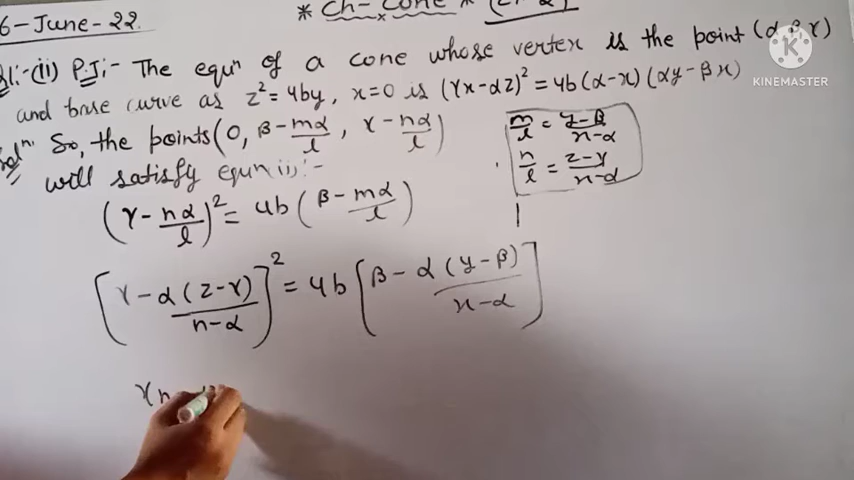 * Ch- Cone *
6-June-22.
(ii) P.T:- The equⁿ of a cone whose vertex is the point (α, β, γ)
and base curve as z² = 4by, x=0 is (γx-αz)² = 4b(α-x)(αy-βx)
Solⁿ: So, the points (0, β - mα/l, γ - nα/l)
will satisfy equn (i):-
m/l = y-β/x-α
n/l = z-γ/x-α
(γ - nα/l)² = 4b (β - mα/l)
[γ - α(z-γ)/x-α]² = 4b [β - α(y-β)/x-α]
KINEMASTER